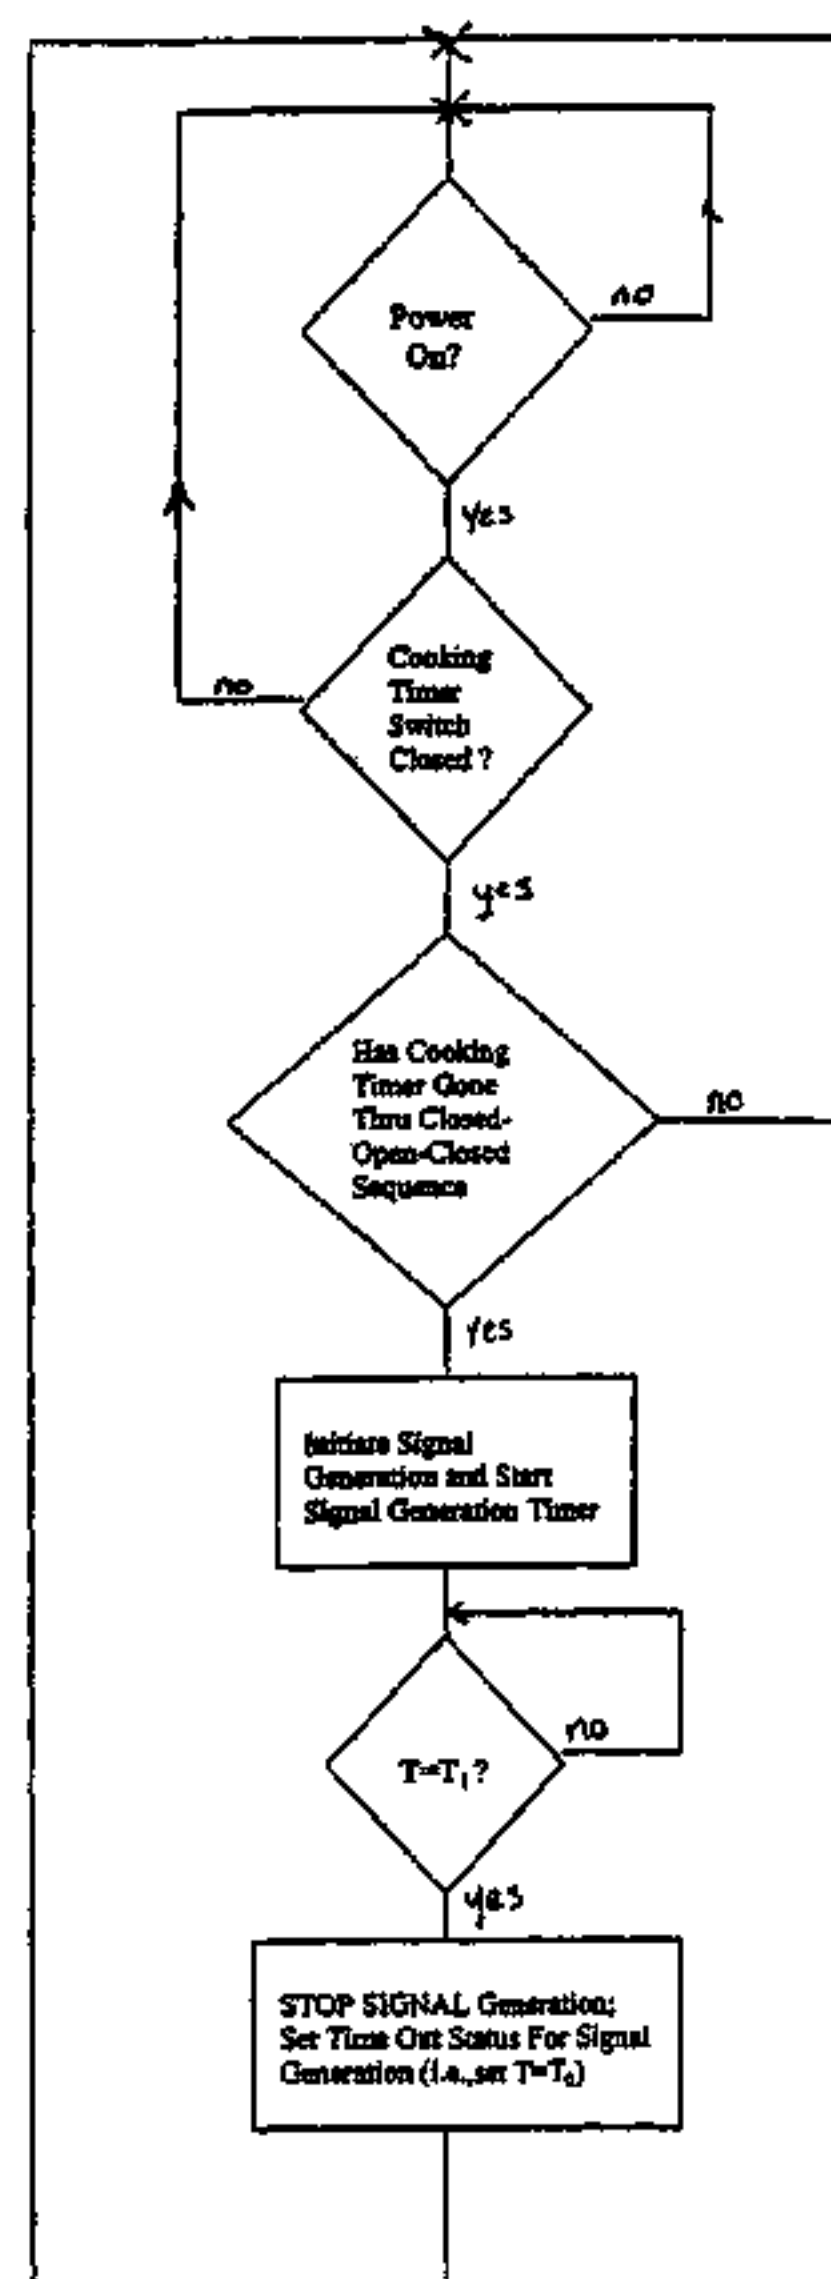 Power
On?
no
yes
Cooking
Timer
Switch
Closed ?
no
yes
Has Cooking
Timer Gone
Thru Closed-
Open-Closed
Sequence
no
yes
Initiate Signal
Generation and Start
Signal Generation Timer
T=T₁ ?
no
yes
STOP SIGNAL Generation;
Set Time Out Status For Signal
Generation (i.e.,set T=T₀)